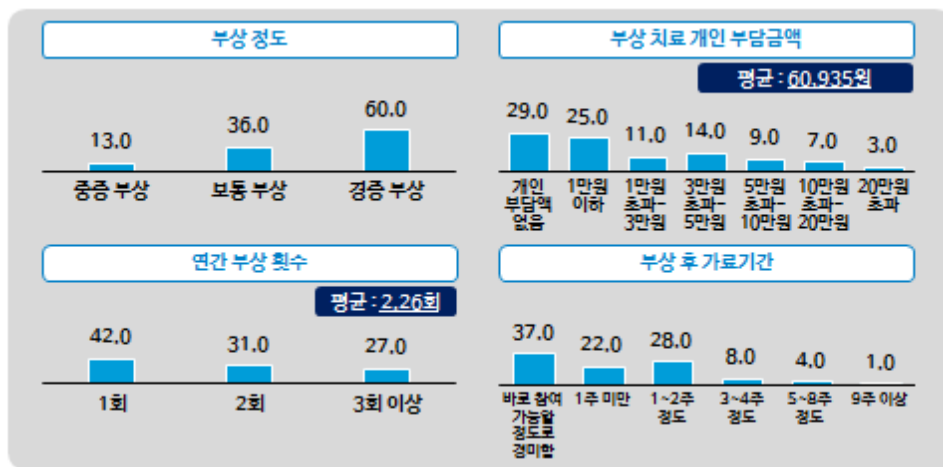 부상 정도
부상 치료 개인 부담금액
평균 : 60.935원
13.0 36.0 60.0
29.0 25.0 11.0 14.0 9.0 7.0 3.0
중증 부상 보통 부상 경증 부상
개인 1만원 1만원 3만원 5만원 10만원 20만원
부담액 이하 초과- 초과- 초과- 초과- 초과
없음 3만원 5만원 10만원 20만원
연간 부상 횟수
부상 후 가료기간
평균 : 2.26회
42.0 31.0 27.0
37.0 22.0 28.0 8.0 4.0 1.0
1회 2회 3회 이상
바로 참여 1주 미만 1~2주 3~4주 5~8주 9주 이상
가능할 정도 정도 정도
정도로
경미함